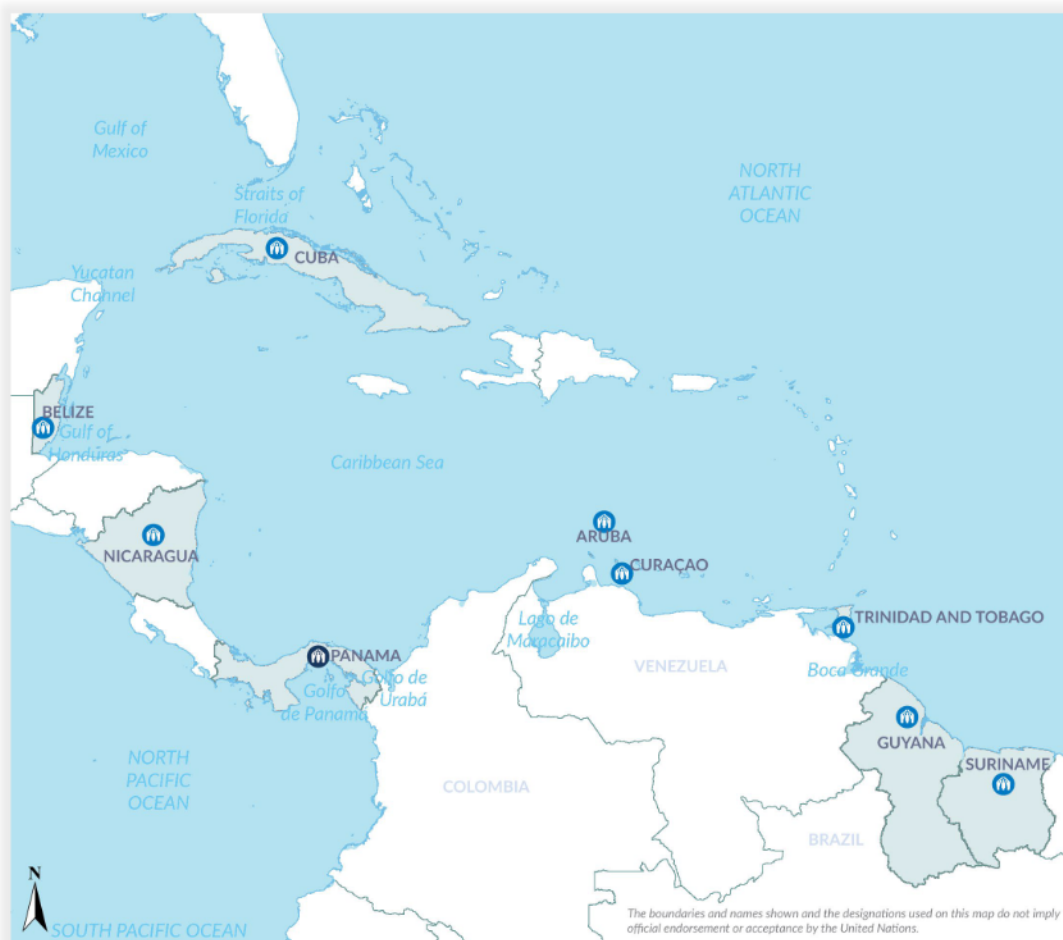 Gulf of
Mexico
NORTH
ATLANTIC
OCEAN
Straits of
Florida
CUBA
Yucatan
Channel
BELIZE
Gulf of
Honduras
Caribbean Sea
ARUBA
NICARAGUA
CURAÇAO
Lago de
Maracaibo
TRINIDAD AND TOBAGO
PANAMA
VENEZUELA
Boca Grande
Golfo de
Urabá
Golfo
de Panamá
GUYANA
NORTH
PACIFIC
OCEAN
SURINAME
COLOMBIA
BRAZIL
N
SOUTH PACIFIC OCEAN
The boundaries and names shown and the designations used on this map do not imply
official endorsement or acceptance by the United Nations.